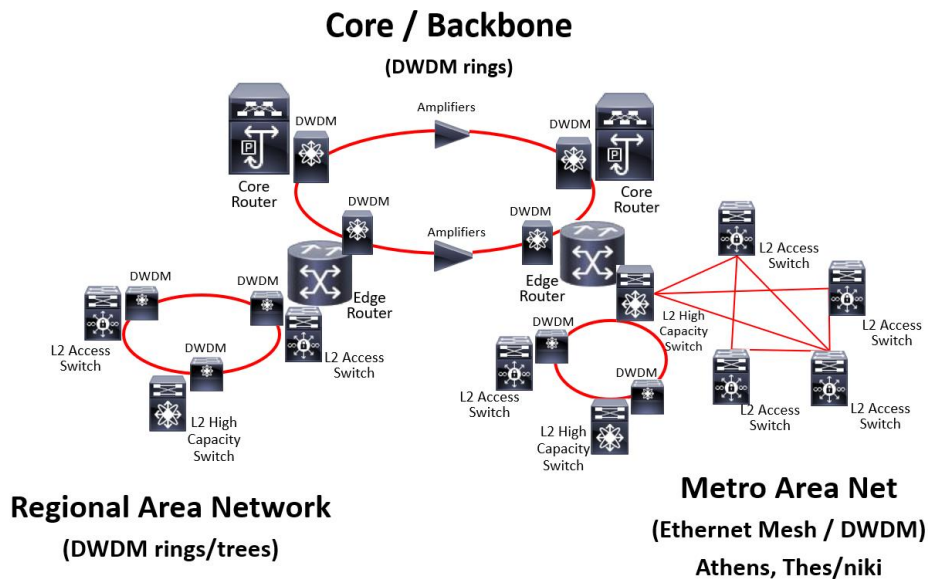 Core / Backbone
(DWDM rings)
Amplifiers
DWDM
DWDM
P
P
Core
Router
Core
Router
DWDM
DWDM
Amplifiers
Edge
Router
Edge
Router
L2 Access
Switch
DWDM
DWDM
L2 Access
Switch
DWDM
L2 Access
Switch
L2 High
Capacity
Switch
L2 High
Capacity
Switch
DWDM
L2 Access
Switch
DWDM
L2 High
Capacity
Switch
L2 Access
Switch
L2 Access
Switch
L2 Access
Switch
Regional Area Network
(DWDM rings/trees)
Metro Area Net
(Ethernet Mesh / DWDM)
Athens, Thes/niki